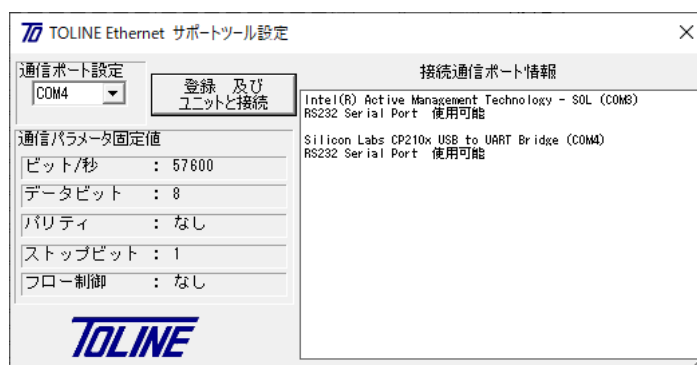 TOLINE Ethernet サポートツール設定
通信ポート設定
COM4
登録 及び
ユニットと接続
接続通信ポート情報
Intel(R) Active Management Technology - SOL (COM3)
RS232 Serial Port 使用可能
Silicon Labs CP210x USB to UART Bridge (COM4)
RS232 Serial Port 使用可能
通信パラメータ固定値
ビット/秒 : 57600
データビット : 8
パリティ : なし
ストップビット : 1
フロー制御 : なし
TOLINE